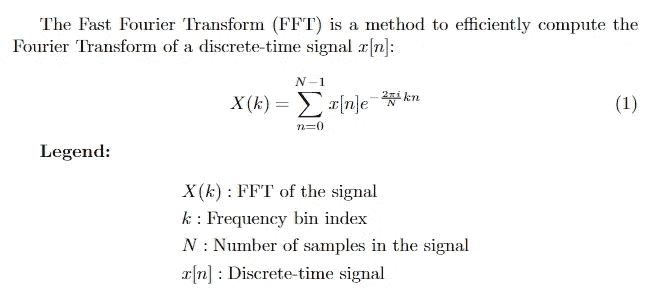 The Fast Fourier Transform (FFT) is a method to efficiently compute the
Fourier Transform of a discrete-time signal x[n]:
X(k) = \sum_{n=0}^{N-1} x[n]e^{-\frac{2\pi i}{N}kn} (1)
Legend:
X(k) : FFT of the signal
k : Frequency bin index
N : Number of samples in the signal
x[n] : Discrete-time signal